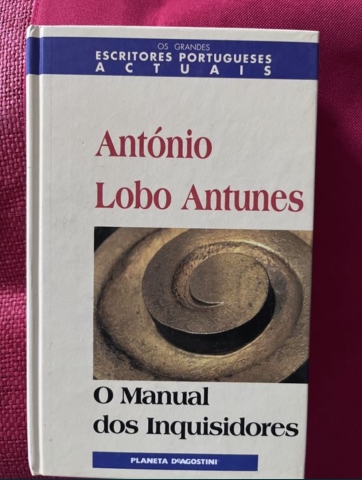 OS GRANDES
ESCRITORES PORTUGUESES
ACTUAIS
António
Lobo Antunes
O Manual
dos Inquisidores
PLANETA DeAGOSTINI